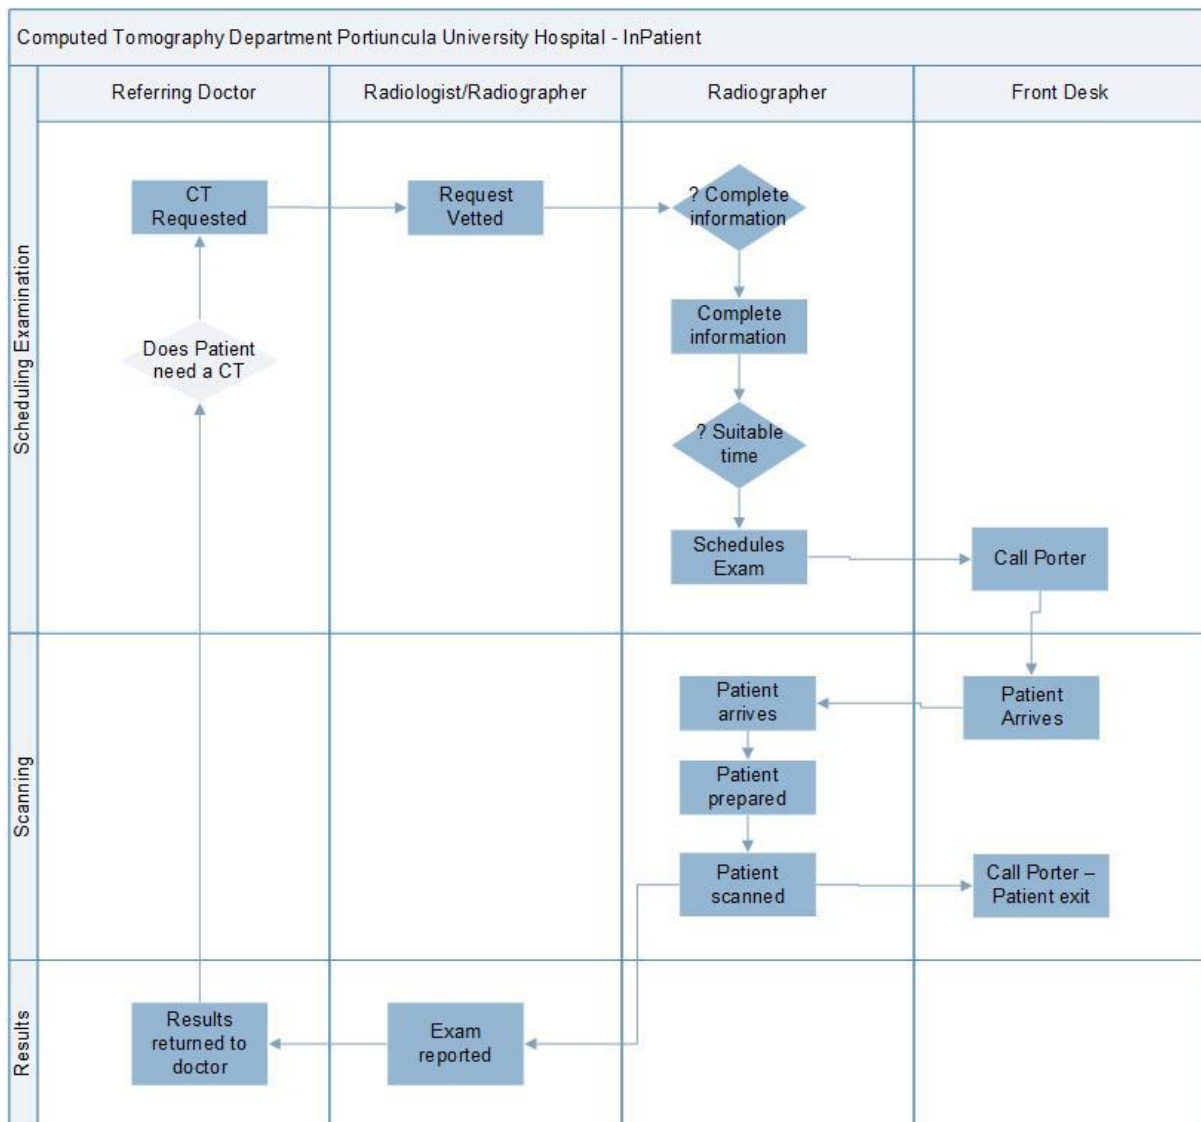 Computed Tomography Department Portiuncula University Hospital - InPatient
Referring Doctor
Radiologist/Radiographer
Radiographer
Front Desk
Scheduling Examination
CT
Requested
Request
Vetted
? Complete
information
Complete
information
Does Patient
need a CT
? Suitable
time
Schedules
Exam
Call Porter
Scanning
Patient
arrives
Patient
Arrives
Patient
prepared
Patient
scanned
Call Porter –
Patient exit
Results
Results
returned to
doctor
Exam
reported